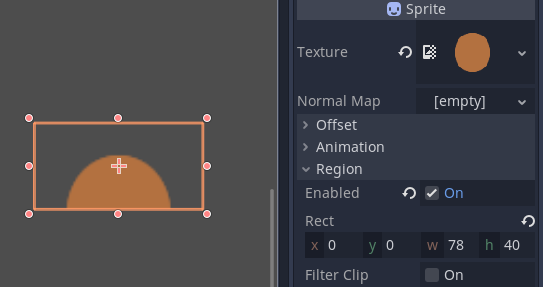 Sprite
Texture
Normal Map [empty]
Offset
Animation
Region
Enabled On
Rect
x 0 y 0 w 78 h 40
Filter Clip On